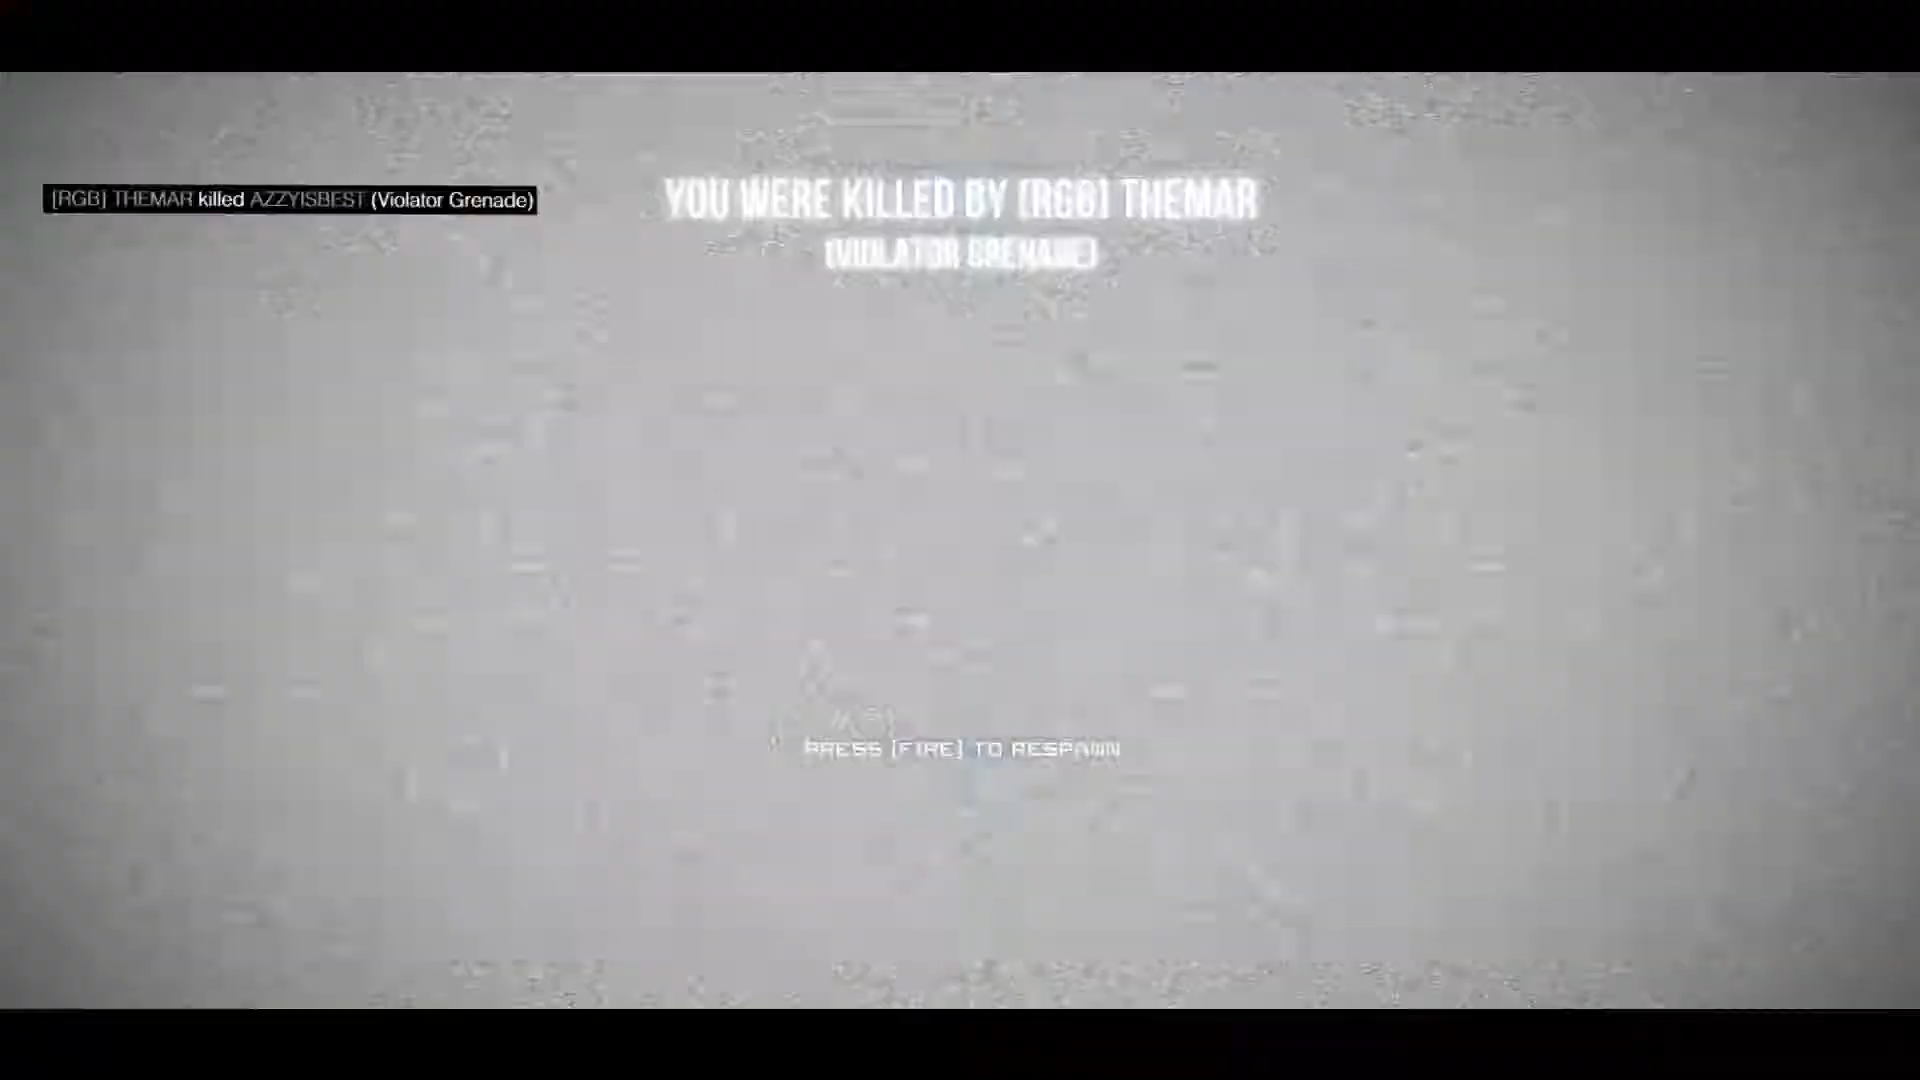 [RGB] THEMAR killed AZZYISBEST (Violator Grenade)
YOU WERE KILLED BY [RGB] THEMAR
(VIOLATOR GRENADE)
PRESS [FIRE] TO RESPAWN